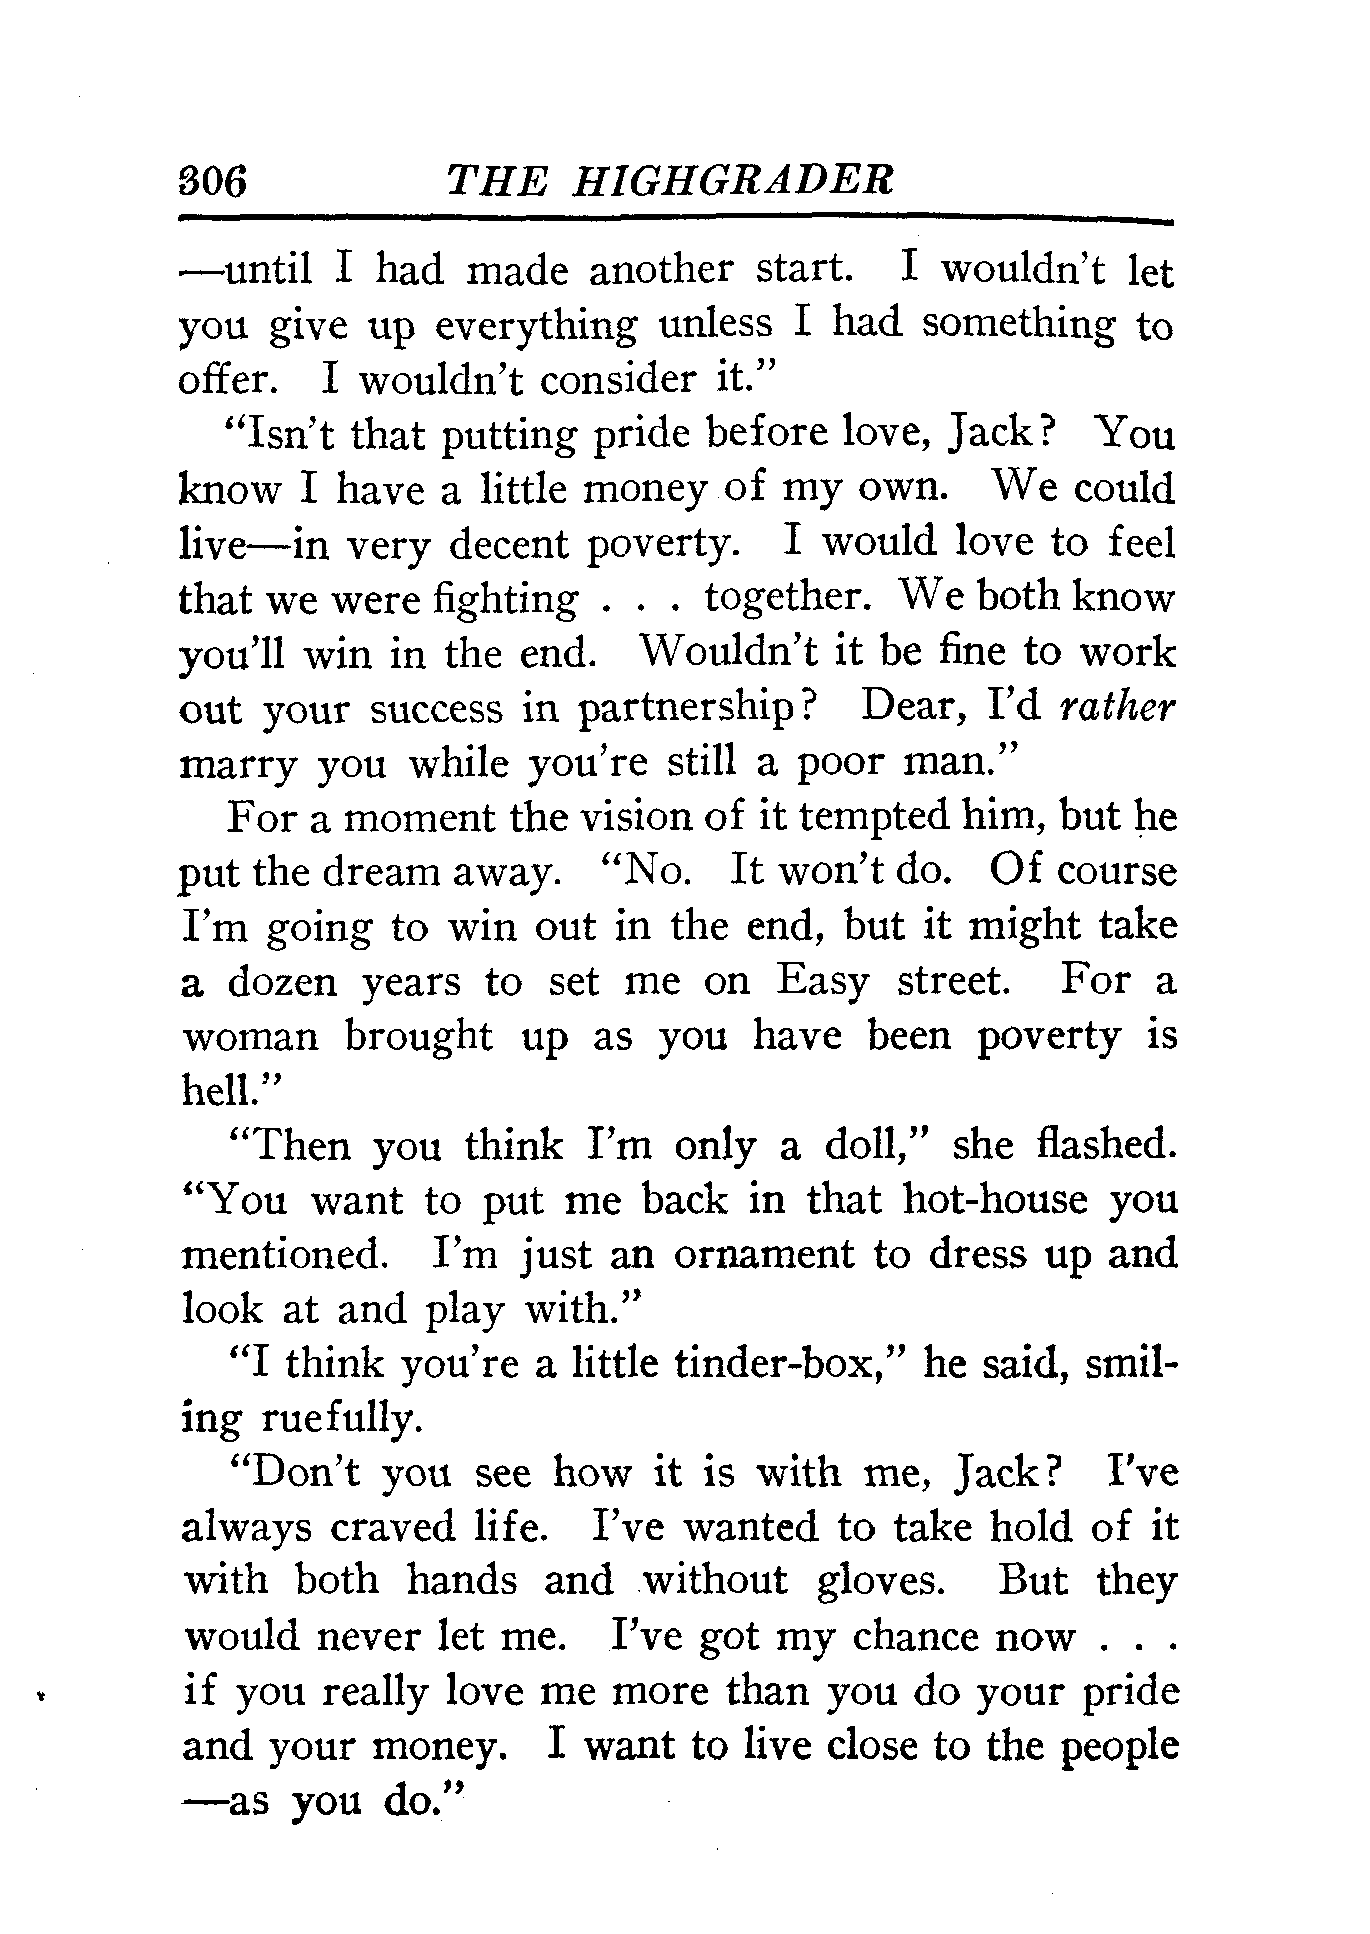 306 THE HIGHGRADER
—until I had made another start. I wouldn't let
you give up everything unless I had something to
offer. I wouldn't consider it."
"Isn't that putting pride before love, Jack? You
know I have a little money of my own. We could
live—in very decent poverty. I would love to feel
that we were fighting . . . together. We both know
you'll win in the end. Wouldn't it be fine to work
out your success in partnership? Dear, I'd rather
marry you while you're still a poor man."
For a moment the vision of it tempted him, but he
put the dream away. "No. It won't do. Of course
I'm going to win out in the end, but it might take
a dozen years to set me on Easy street. For a
woman brought up as you have been poverty is
hell."
"Then you think I'm only a doll," she flashed.
"You want to put me back in that hot-house you
mentioned. I'm just an ornament to dress up and
look at and play with."
"I think you're a little tinder-box," he said, smil-
ing ruefully.
"Don't you see how it is with me, Jack? I've
always craved life. I've wanted to take hold of it
with both hands and without gloves. But they
would never let me. I've got my chance now . . .
if you really love me more than you do your pride
and your money. I want to live close to the people
—as you do."